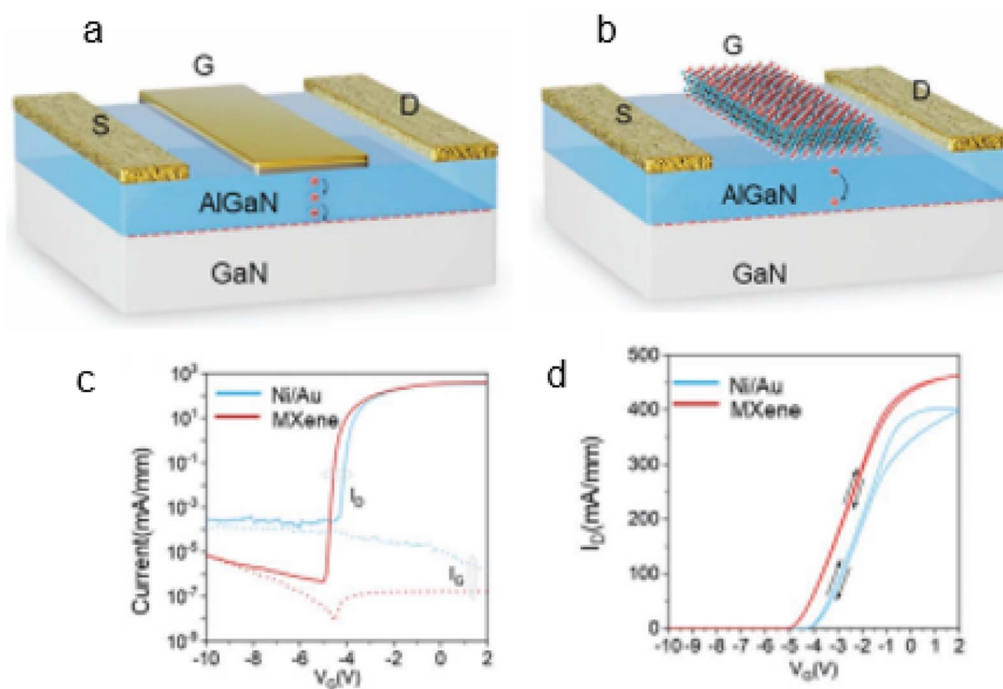 a
G
S
D
AlGaN
GaN
b
G
S
D
AlGaN
GaN
c
Ni/Au
MXene
I_D
I_G
Current(mA/mm)
10³
10¹
10⁻¹
10⁻³
10⁻⁵
10⁻⁷
10⁻⁹
-10 -8 -6 -4 -2 0 2
V_G(V)
d
Ni/Au
MXene
I_D(mA/mm)
500
400
300
200
100
0
-10 -9 -8 -7 -6 -5 -4 -3 -2 -1 0 1 2
V_G(V)